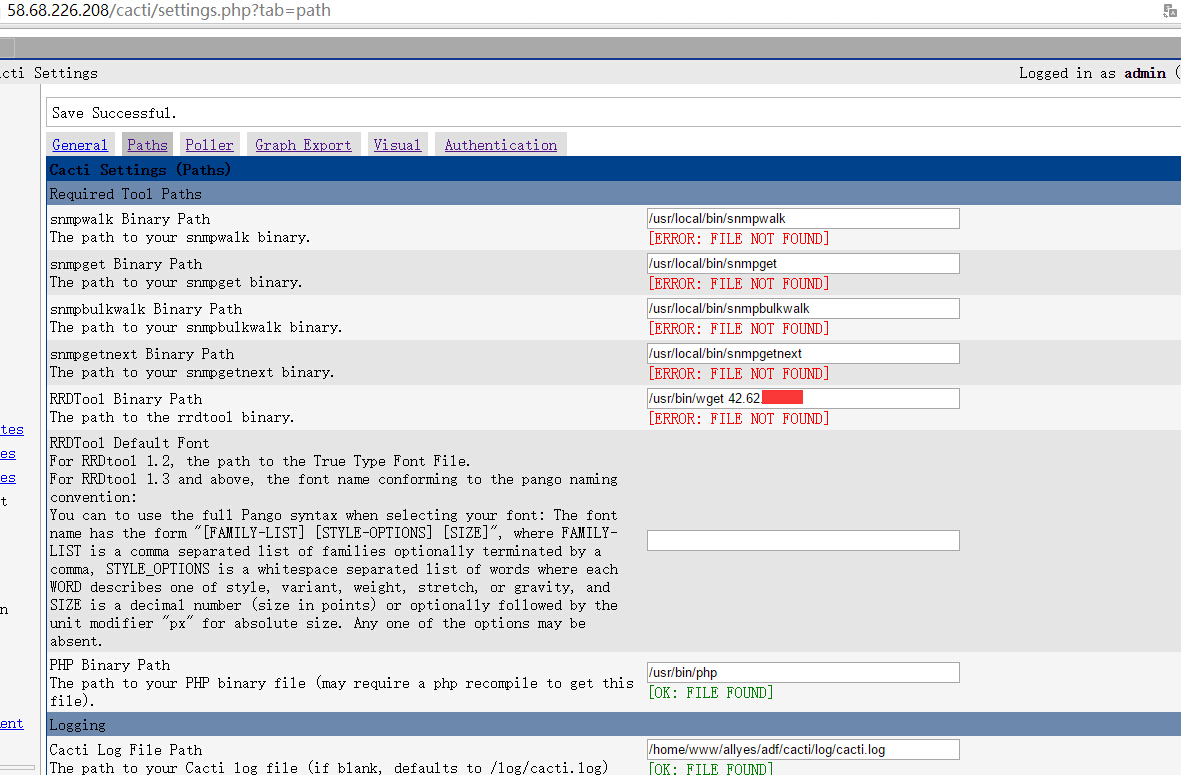 58.68.226.208/cacti/settings.php?tab=path
cti Settings
Logged in as admin (
Save Successful.
General Paths Poller Graph Export Visual Authentication
Cacti Settings (Paths)
Required Tool Paths
snmpwalk Binary Path
The path to your snmpwalk binary.
/usr/local/bin/snmpwalk
[ERROR: FILE NOT FOUND]
snmpget Binary Path
The path to your snmpget binary.
/usr/local/bin/snmpget
[ERROR: FILE NOT FOUND]
snmpbulkwalk Binary Path
The path to your snmpbulkwalk binary.
/usr/local/bin/snmpbulkwalk
[ERROR: FILE NOT FOUND]
snmpgetnext Binary Path
The path to your snmpgetnext binary.
/usr/local/bin/snmpgetnext
[ERROR: FILE NOT FOUND]
RRDTool Binary Path
The path to the rrdtool binary.
/usr/bin/wget 42.62.
[ERROR: FILE NOT FOUND]
tes
es
es
t
n
ent
RRDTool Default Font
For RRDtool 1.2, the path to the True Type Font File.
For RRDtool 1.3 and above, the font name conforming to the pango naming
convention:
You can to use the full Pango syntax when selecting your font: The font
name has the form "[FAMILY-LIST] [STYLE-OPTIONS] [SIZE]", where FAMILY-
LIST is a comma separated list of families optionally terminated by a
comma, STYLE_OPTIONS is a whitespace separated list of words where each
WORD describes one of style, variant, weight, stretch, or gravity, and
SIZE is a decimal number (size in points) or optionally followed by the
unit modifier "px" for absolute size. Any one of the options may be
absent.
PHP Binary Path
The path to your PHP binary file (may require a php recompile to get this
file).
/usr/bin/php
[OK: FILE FOUND]
Logging
Cacti Log File Path
The path to your Cacti log file (if blank, defaults to /log/cacti.log)
/home/www/allyes/adf/cacti/log/cacti.log
[OK: FILE FOUND]